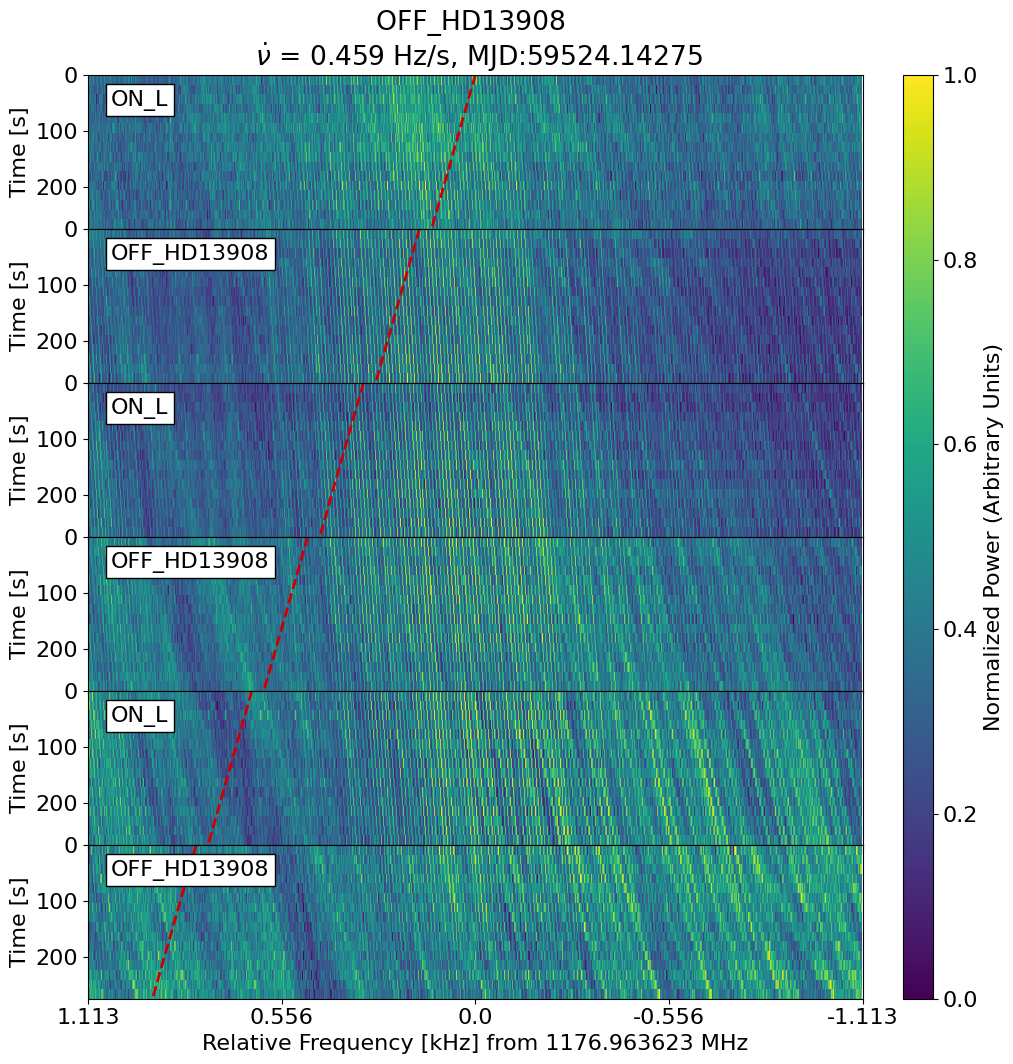 OFF_HD13908
ν̇ = 0.459 Hz/s, MJD:59524.14275
0
100
200
Time [s]
ON_L
0
100
200
Time [s]
OFF_HD13908
0
100
200
Time [s]
ON_L
0
100
200
Time [s]
OFF_HD13908
0
100
200
Time [s]
ON_L
0
100
200
Time [s]
OFF_HD13908
1.113 0.556 0.0 -0.556 -1.113
Relative Frequency [kHz] from 1176.963623 MHz
1.0
0.8
0.6
0.4
0.2
0.0
Normalized Power (Arbitrary Units)